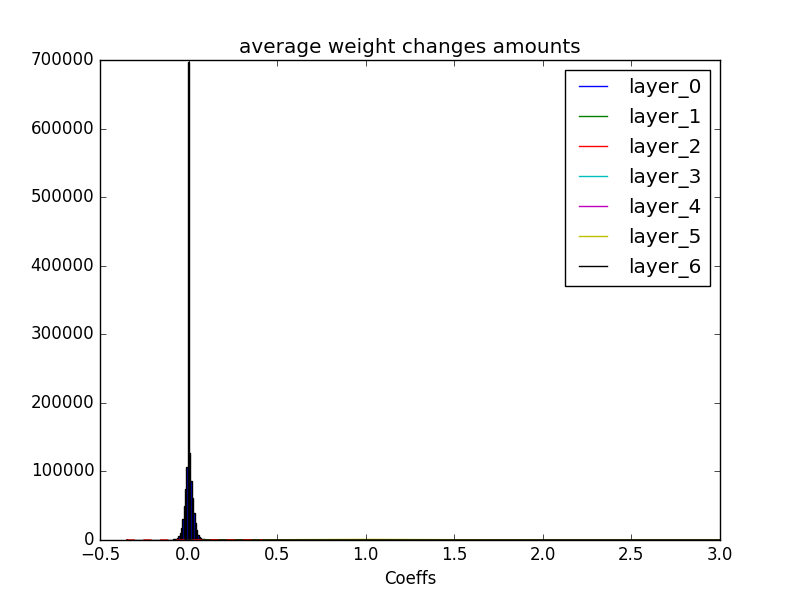 average weight changes amounts
700000
600000
500000
400000
300000
200000
100000
0
−0.5
0.0
0.5
1.0
1.5
2.0
2.5
3.0
Coeffs
layer_0
layer_1
layer_2
layer_3
layer_4
layer_5
layer_6